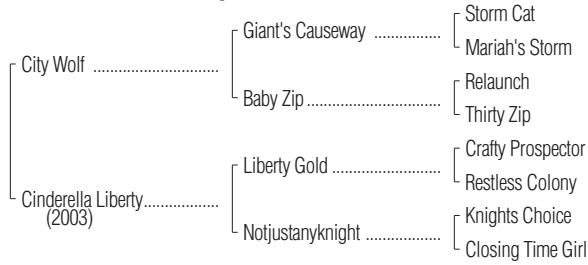 Storm Cat
Giant's Causeway ................
Mariah's Storm
City Wolf .........................
Relaunch
Baby Zip ...........................
Thirty Zip
Crafty Prospector
Liberty Gold ......................
Restless Colony
Cinderella Liberty...............
(2003)
Knights Choice
Notjustanyknight ...............
Closing Time Girl